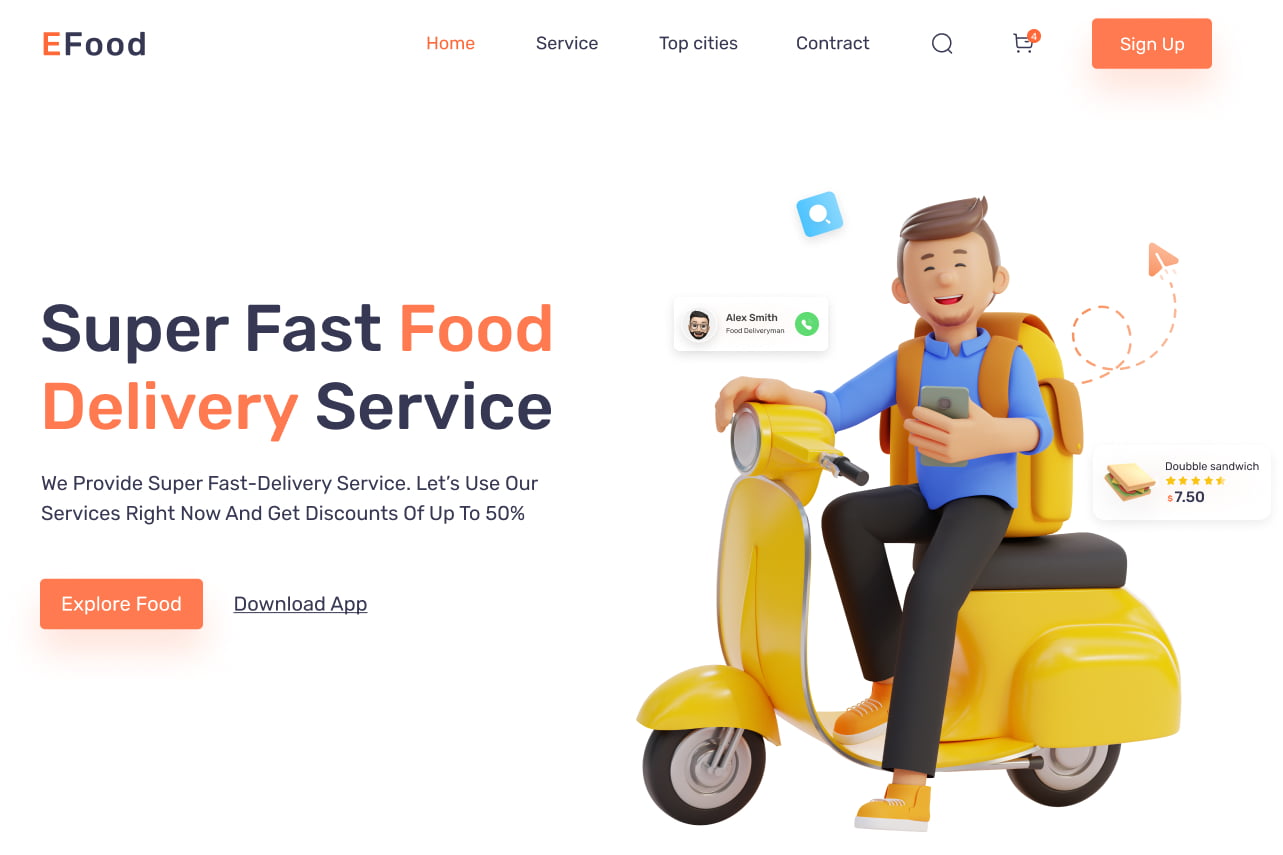 EFood
Home
Service
Top cities
Contract
4
Sign Up
Super Fast Food
Delivery Service
We Provide Super Fast-Delivery Service. Let’s Use Our
Services Right Now And Get Discounts Of Up To 50%
Explore Food
Download App
Alex Smith
Food Deliveryman
Doubble sandwich
$7.50